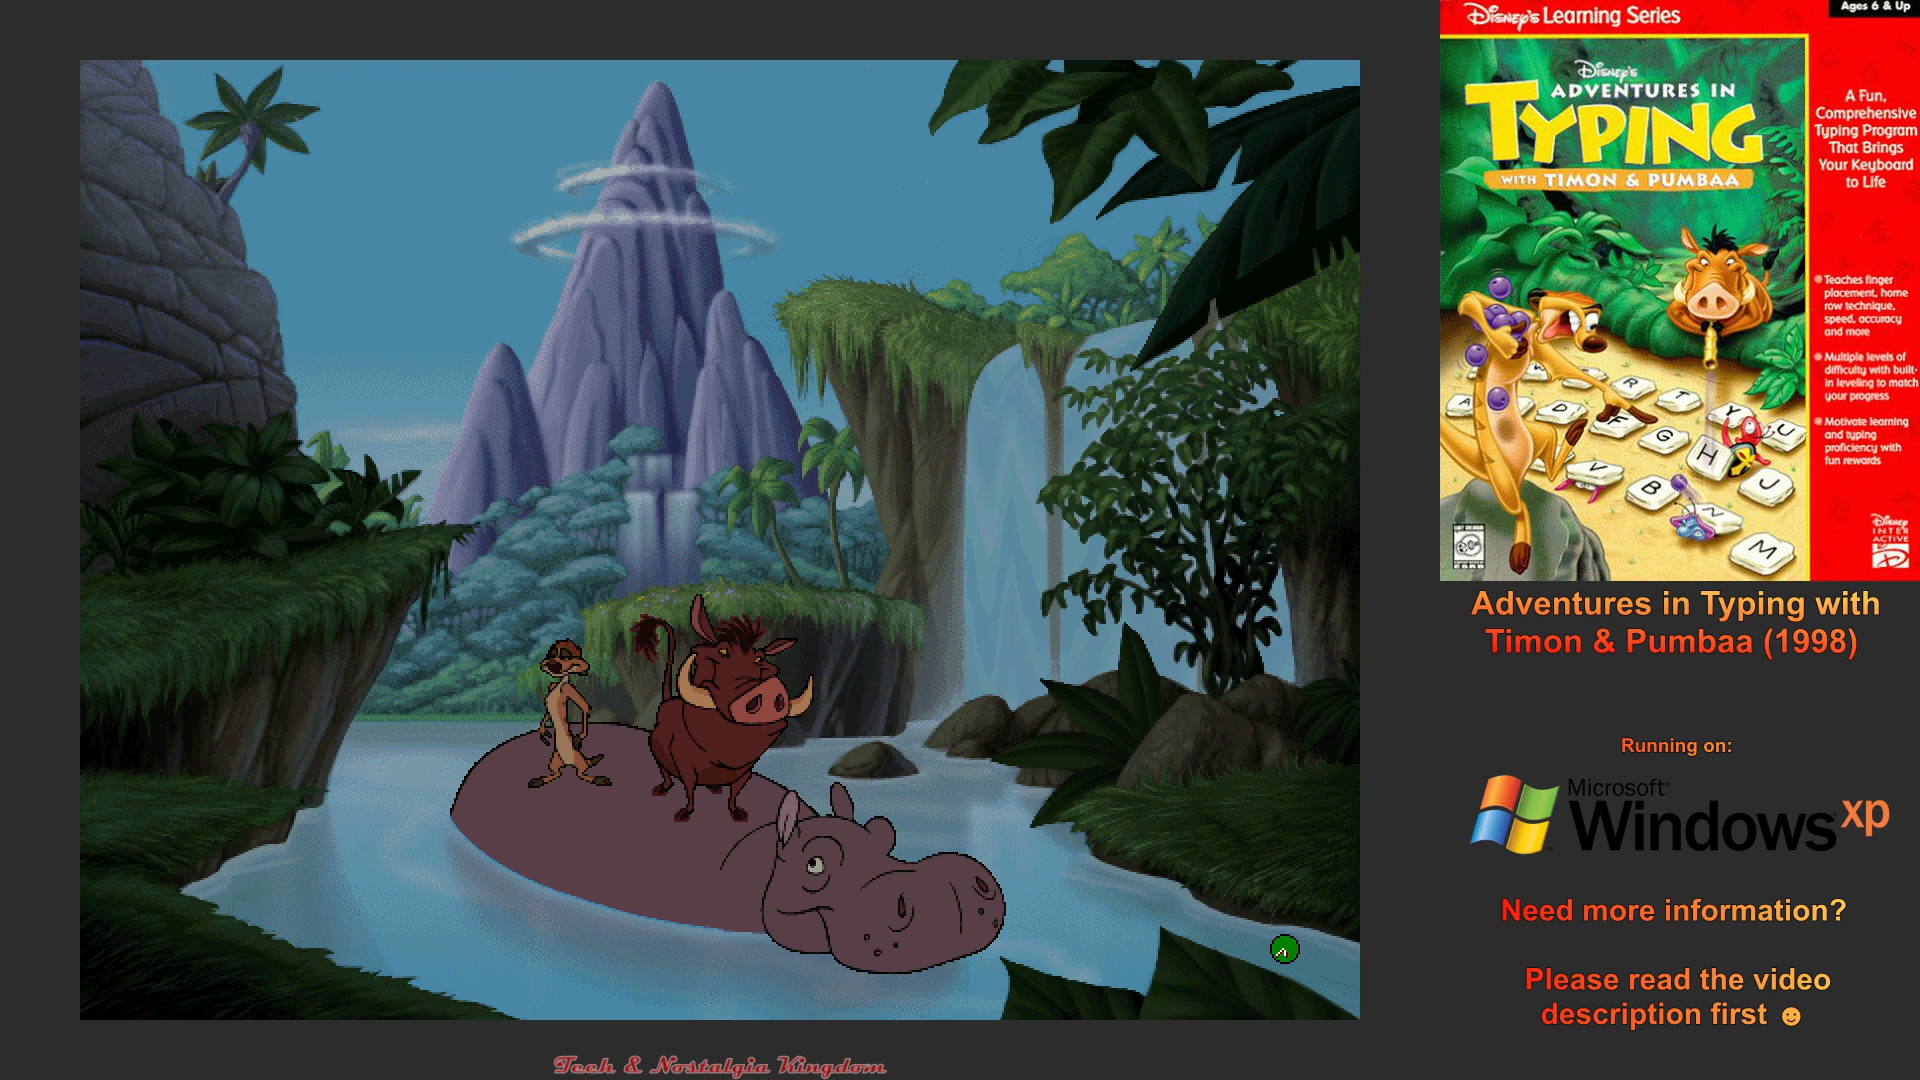 Disney's Learning Series
Ages 6 & Up
Disney's
ADVENTURES IN
TYPING
WITH TIMON & PUMBAA
A Fun,
Comprehensive
Typing Program
That Brings
Your Keyboard
to Life
Teaches finger
placement, home
row technique,
speed, accuracy
and more
Multiple levels of
difficulty with built-
in leveling to match
your progress
Motivate learning
and typing
proficiency with
fun rewards
A
D
F
R
T
Y
U
G
H
J
V
B
N
M
Disney
INTER
ACTIVE
Adventures in Typing with
Timon & Pumbaa (1998)
Running on:
Microsoft
Windows xp
Need more information?
Please read the video
description first ☻
Tech & Nostalgia Kingdom